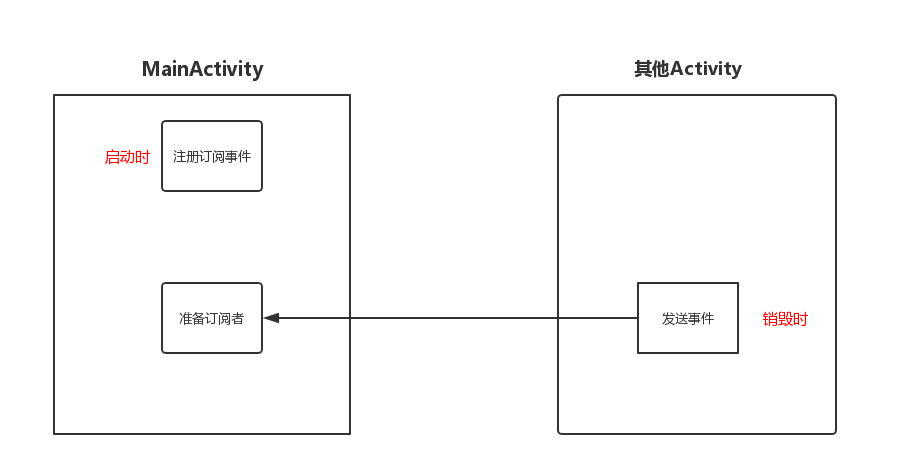 MainActivity
其他Activity
启动时
注册订阅事件
准备订阅者
发送事件
销毁时